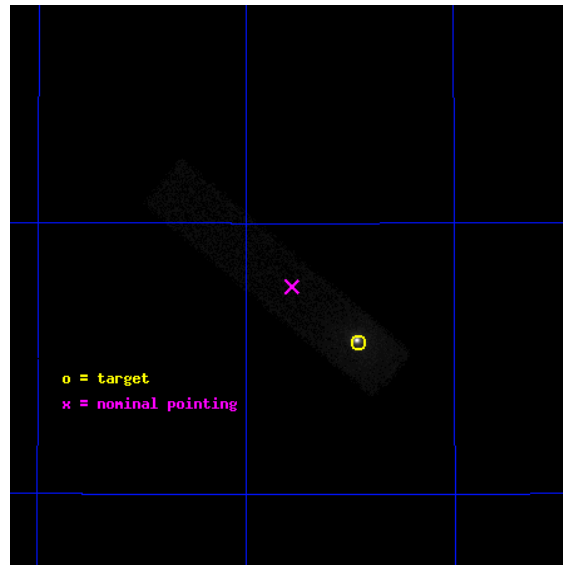 o = target
x = nominal pointing